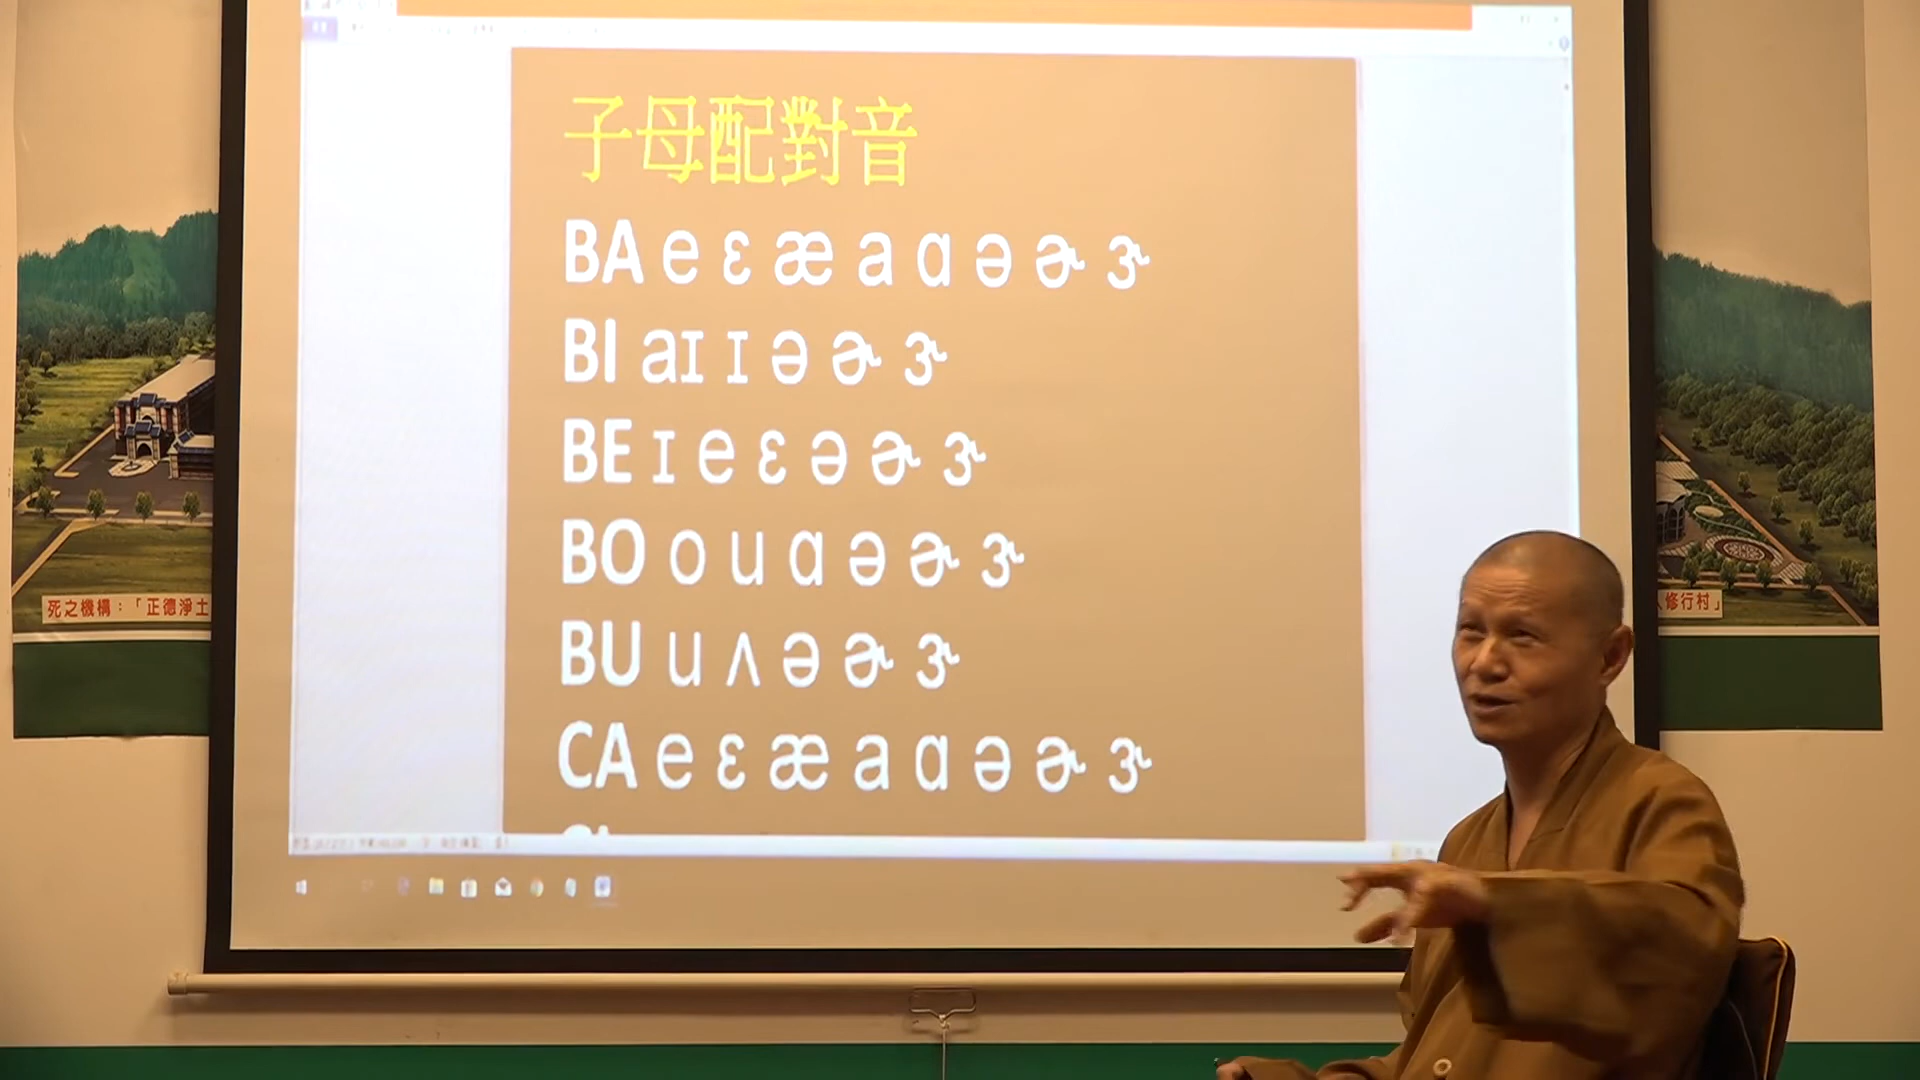 子母配對音
BA e ɛ æ a ɑ ə ɚ ɝ
BI aɪ ɪ ə ɚ ɝ
BE ɪ e ɛ ə ɚ ɝ
BO o u ɑ ə ɚ ɝ
BU u ʌ ə ɚ ɝ
CA e ɛ æ a ɑ ə ɚ ɝ
死之機構：「正德淨土
人修行村」